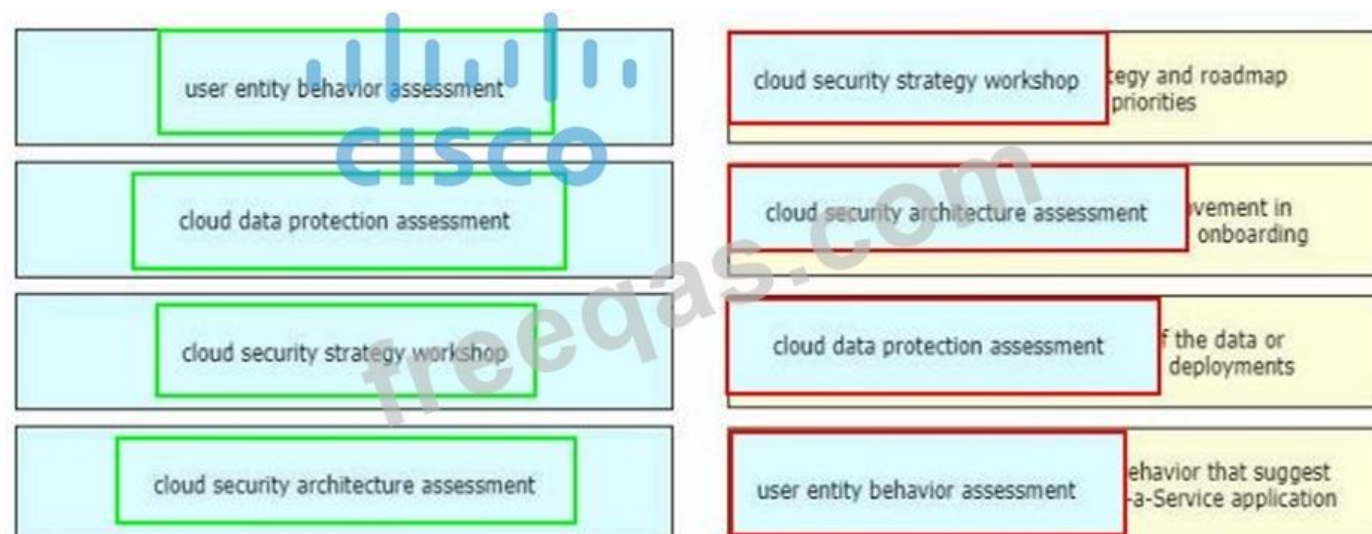 user entity behavior assessment
cloud data protection assessment
cloud security strategy workshop
cloud security architecture assessment
CISCO
cloud security strategy workshop
tegy and roadmap
priorities
cloud security architecture assessment
vement in
onboarding
cloud data protection assessment
f the data or
deployments
user entity behavior assessment
ehavior that suggest
-a-Service application
freeqas.com